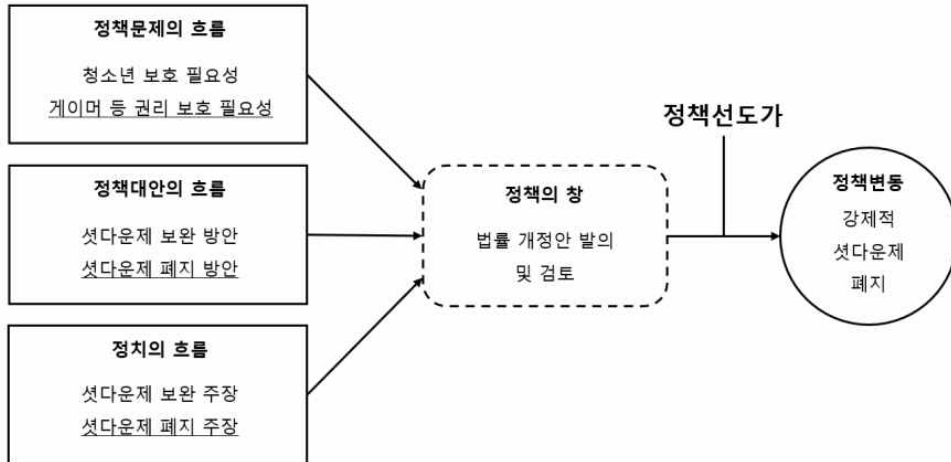 정책문제의 흐름
청소년 보호 필요성
게이머 등 권리 보호 필요성
정책대안의 흐름
셧다운제 보완 방안
셧다운제 폐지 방안
정치의 흐름
셧다운제 보완 주장
셧다운제 폐지 주장
정책의 창
법률 개정안 발의
및 검토
정책선도가
정책변동
강제적
셧다운제
폐지